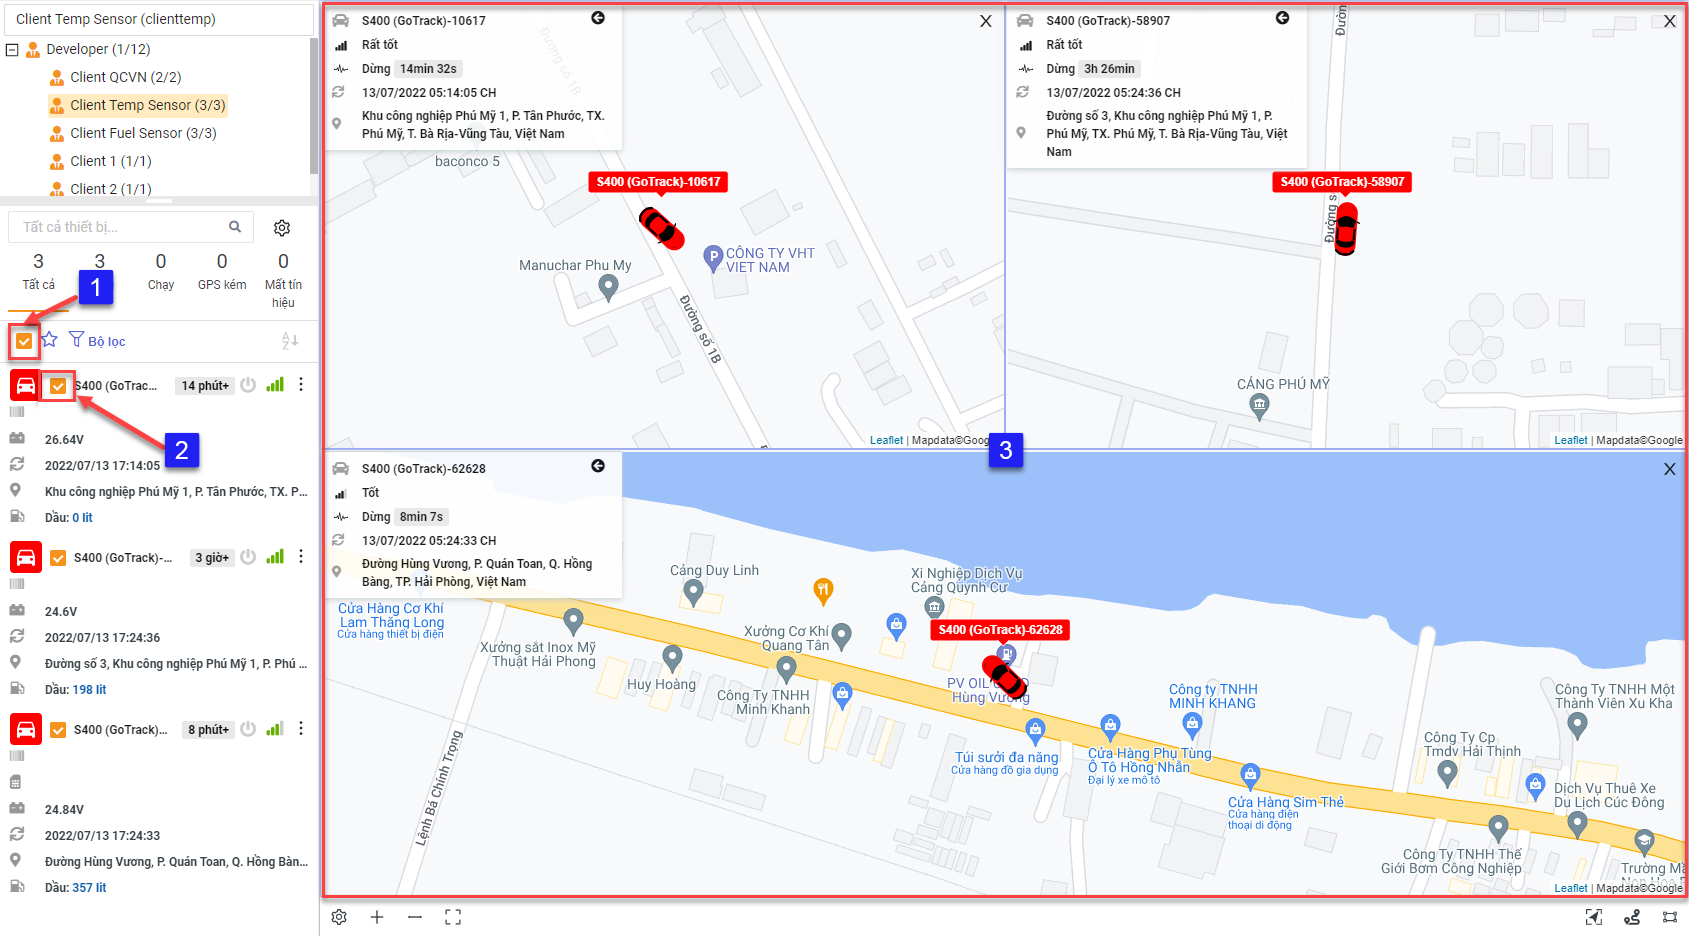 Client Temp Sensor (clienttemp)
Developer (1/12)
Client QCVN (2/2)
Client Temp Sensor (3/3)
Client Fuel Sensor (3/3)
Client 1 (1/1)
Client 2 (1/1)
Tất cả thiết bị...
3
3
0
0
0
Tất cả
Chạy
GPS kém
Mất tín
hiệu
1
Bộ lọc
S400 (GoTrac...
14 phút+
26.64V
2
2022/07/13 17:14:05
Khu công nghiệp Phú Mỹ 1, P. Tân Phước, TX. P...
Dầu: 0 lit
S400 (GoTrack)-...
3 giờ+
24.6V
2022/07/13 17:24:36
Đường số 3, Khu công nghiệp Phú Mỹ 1, P. Phú ...
Dầu: 198 lit
S400 (GoTrack)...
8 phút+
24.84V
2022/07/13 17:24:33
Đường Hùng Vương, P. Quán Toan, Q. Hồng Bàn...
Dầu: 357 lit
S400 (GoTrack)-10617
X
Rất tốt
Dừng 14min 32s
13/07/2022 05:14:05 CH
Khu công nghiệp Phú Mỹ 1, P. Tân Phước, TX.
Phú Mỹ, T. Bà Rịa-Vũng Tàu, Việt Nam
Đường số 1B
baconco 5
S400 (GoTrack)-10617
CÔNG TY VHT
VIET NAM
Manuchar Phu My
Đường số 1B
Leaflet | Mapdata©Goog
S400 (GoTrack)-58907
X
Rất tốt
Dừng 3h 26min
13/07/2022 05:24:36 CH
Đường số 3, Khu công nghiệp Phú Mỹ 1, P.
Phú Mỹ, TX. Phú Mỹ, T. Bà Rịa-Vũng Tàu, Việt
Nam
S400 (GoTrack)-58907
Đường s
CẢNG PHÚ MỸ
Leaflet | Mapdata©Google
3
S400 (GoTrack)-62628
X
Tốt
Dừng 8min 7s
13/07/2022 05:24:33 CH
Đường Hùng Vương, P. Quán Toan, Q. Hồng
Bàng, TP. Hải Phòng, Việt Nam
Cửa Hàng Cơ Khí
Lam Thăng Long
Cửa hàng thiết bị điện
Cảng Duy Linh
Xí Nghiệp Dịch Vụ
Cảng Quỳnh Cư
S400 (GoTrack)-62628
Xưởng sắt Inox Mỹ
Thuật Hải Phong
Xưởng Cơ Khí
Quang Tân
Huy Hoàng
Công Ty TNHH
Minh Khanh
PV OIL
Hùng Vương
Công ty TNHH
MINH KHANG
Công Ty TNHH Một
Thành Viên Xu Kha
Túi sưởi đa năng
Cửa hàng đồ gia dụng
Cửa Hàng Phụ Tùng
Ô Tô Hồng Nhẫn
Đại lý xe mô tô
Công Ty Cp
Tmdv Hải Thịnh
Lệnh Bá Chính Trọng
Cửa Hàng Sim Thẻ
Cửa hàng điện
thoại di động
Dịch Vụ Thuê Xe
Du Lịch Cúc Đông
Công Ty TNHH Thế
Giới Bơm Công Nghiệp
Trường
Leaflet | Mapdata©Google